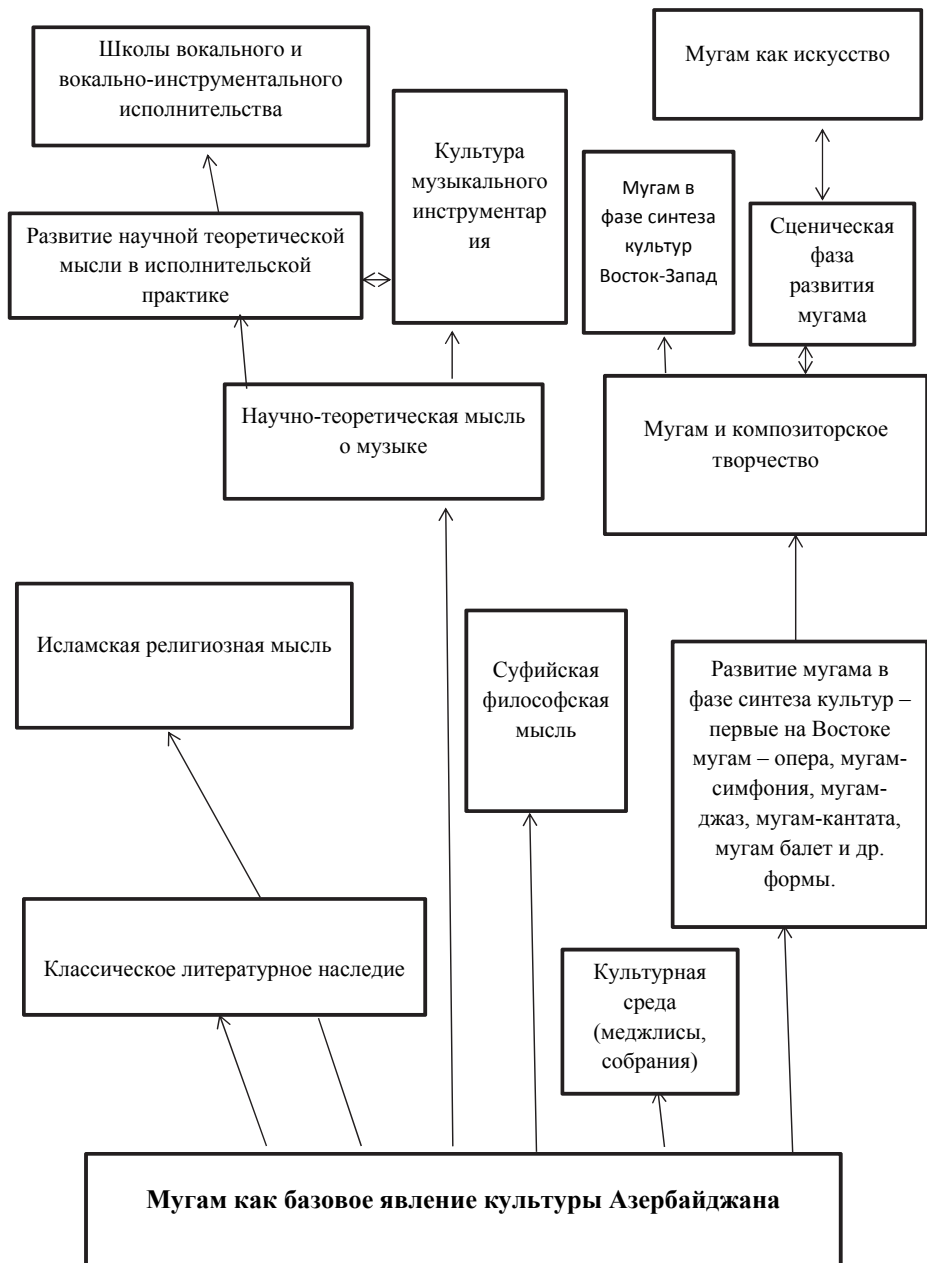 Школы вокального и
вокально-инструментального
исполнительства
Мугам как искусство
Культура
музыкального
инструментар
ия
Мугам в
фазе синтеза
культур
Восток-Запад
Развитие научной теоретической
мысли в исполнительской
практике
Сценическая
фаза
развития
мугама
Научно-теоретическая мысль
о музыке
Мугам и композиторское
творчество
Исламская религиозная мысль
Суфийская
философская
мысль
Развитие мугама в
фазе синтеза культур –
первые на Востоке
мугам – опера, мугам-
симфония, мугам-
джаз, мугам-кантата,
мугам балет и др.
формы.
Классическое литературное наследие
Культурная
среда
(меджлисы,
собрания)
Мугам как базовое явление культуры Азербайджана